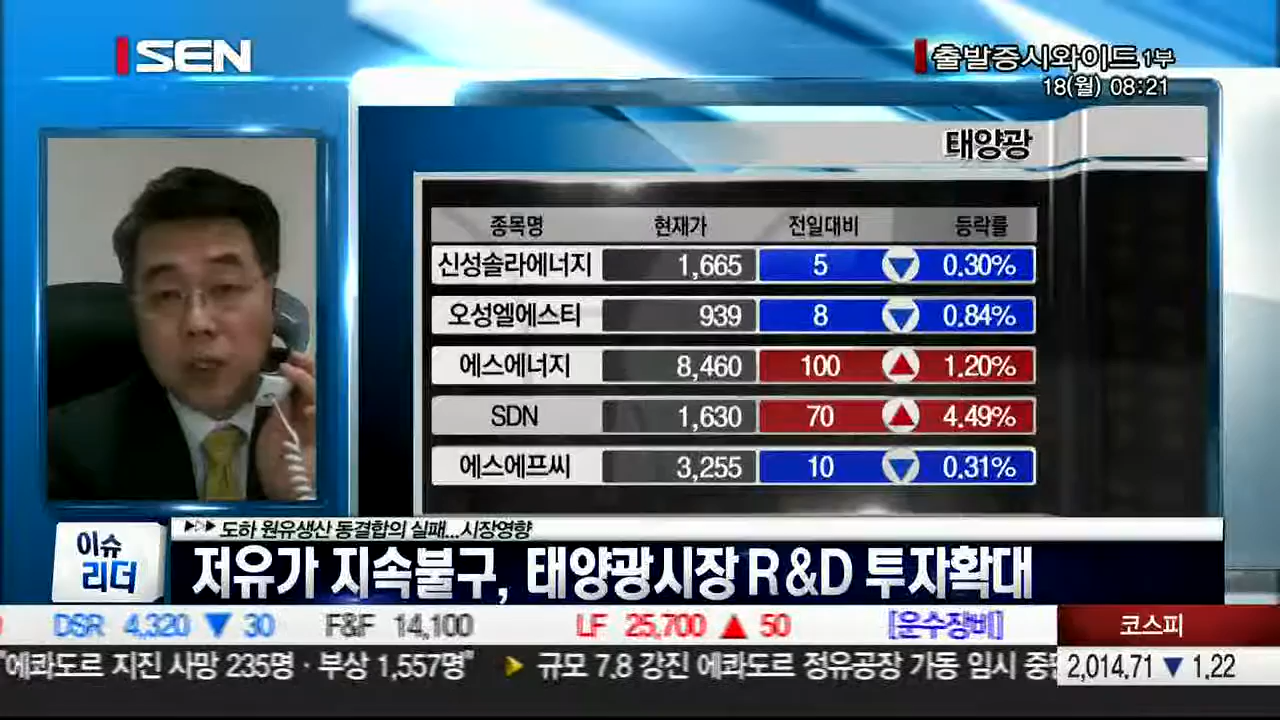 SEN
출발증시와이드 1부
18(월) 08:21
태양광
종목명 현재가 전일대비 등락률
신성솔라에너지 1,665 5 ▼ 0.30%
오성엘에스티 939 8 ▼ 0.84%
에스에너지 8,460 100 ▲ 1.20%
SDN 1,630 70 ▲ 4.49%
에스에프씨 3,255 10 ▼ 0.31%
이슈
리더
▶▷▶ 도하 원유생산 동결합의 실패...시장영향
저유가 지속불구, 태양광시장 R&D 투자확대
DSR 4,320 ▼ 30 F&F 14,100 LF 25,700 ▲ 50 [운수장비] 코스피
"에콰도르 지진 사망 235명 · 부상 1,557명" > 규모 7.8 강진 에콰도르 정유공장 가동 임시 중 2,014.71 ▼ 1.22